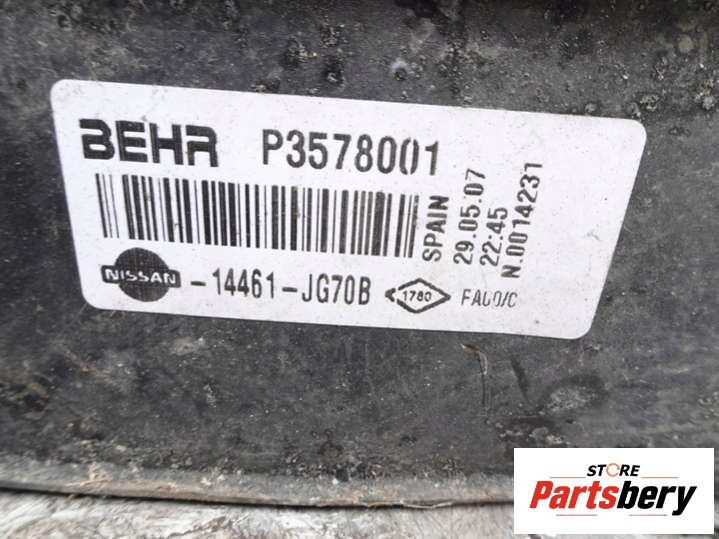 BEHR P3578001
SPAIN
29.05.07
22:45
N.0014231
NISSAN -14461-JG70B 1780
STORE
Partsbery